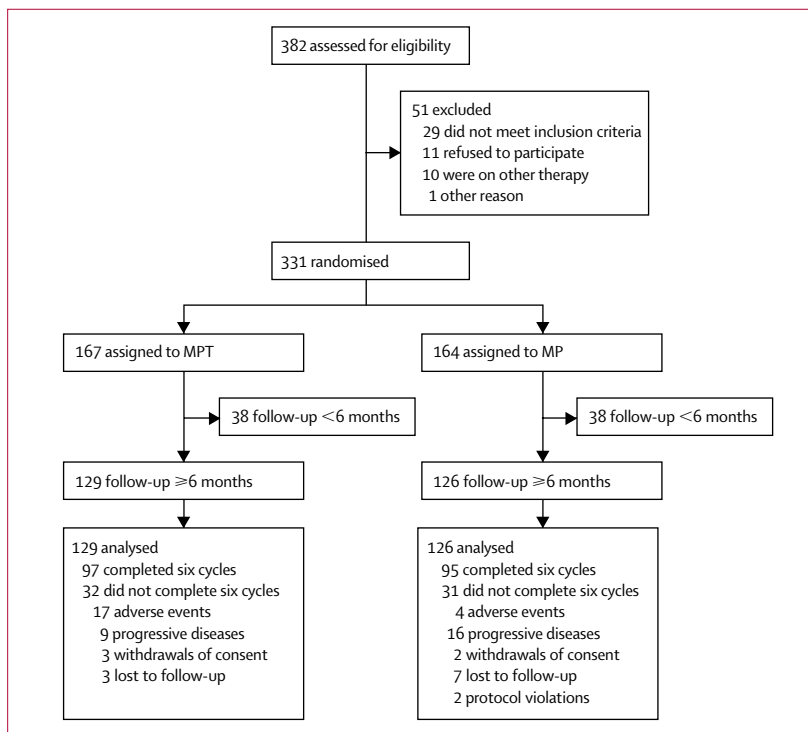 382 assessed for eligibility
51 excluded
29 did not meet inclusion criteria
11 refused to participate
10 were on other therapy
1 other reason
331 randomised
167 assigned to MPT
164 assigned to MP
38 follow-up <6 months
38 follow-up <6 months
129 follow-up ⩾6 months
126 follow-up ⩾6 months
129 analysed
97 completed six cycles
32 did not complete six cycles
17 adverse events
9 progressive diseases
3 withdrawals of consent
3 lost to follow-up
126 analysed
95 completed six cycles
31 did not complete six cycles
4 adverse events
16 progressive diseases
2 withdrawals of consent
7 lost to follow-up
2 protocol violations